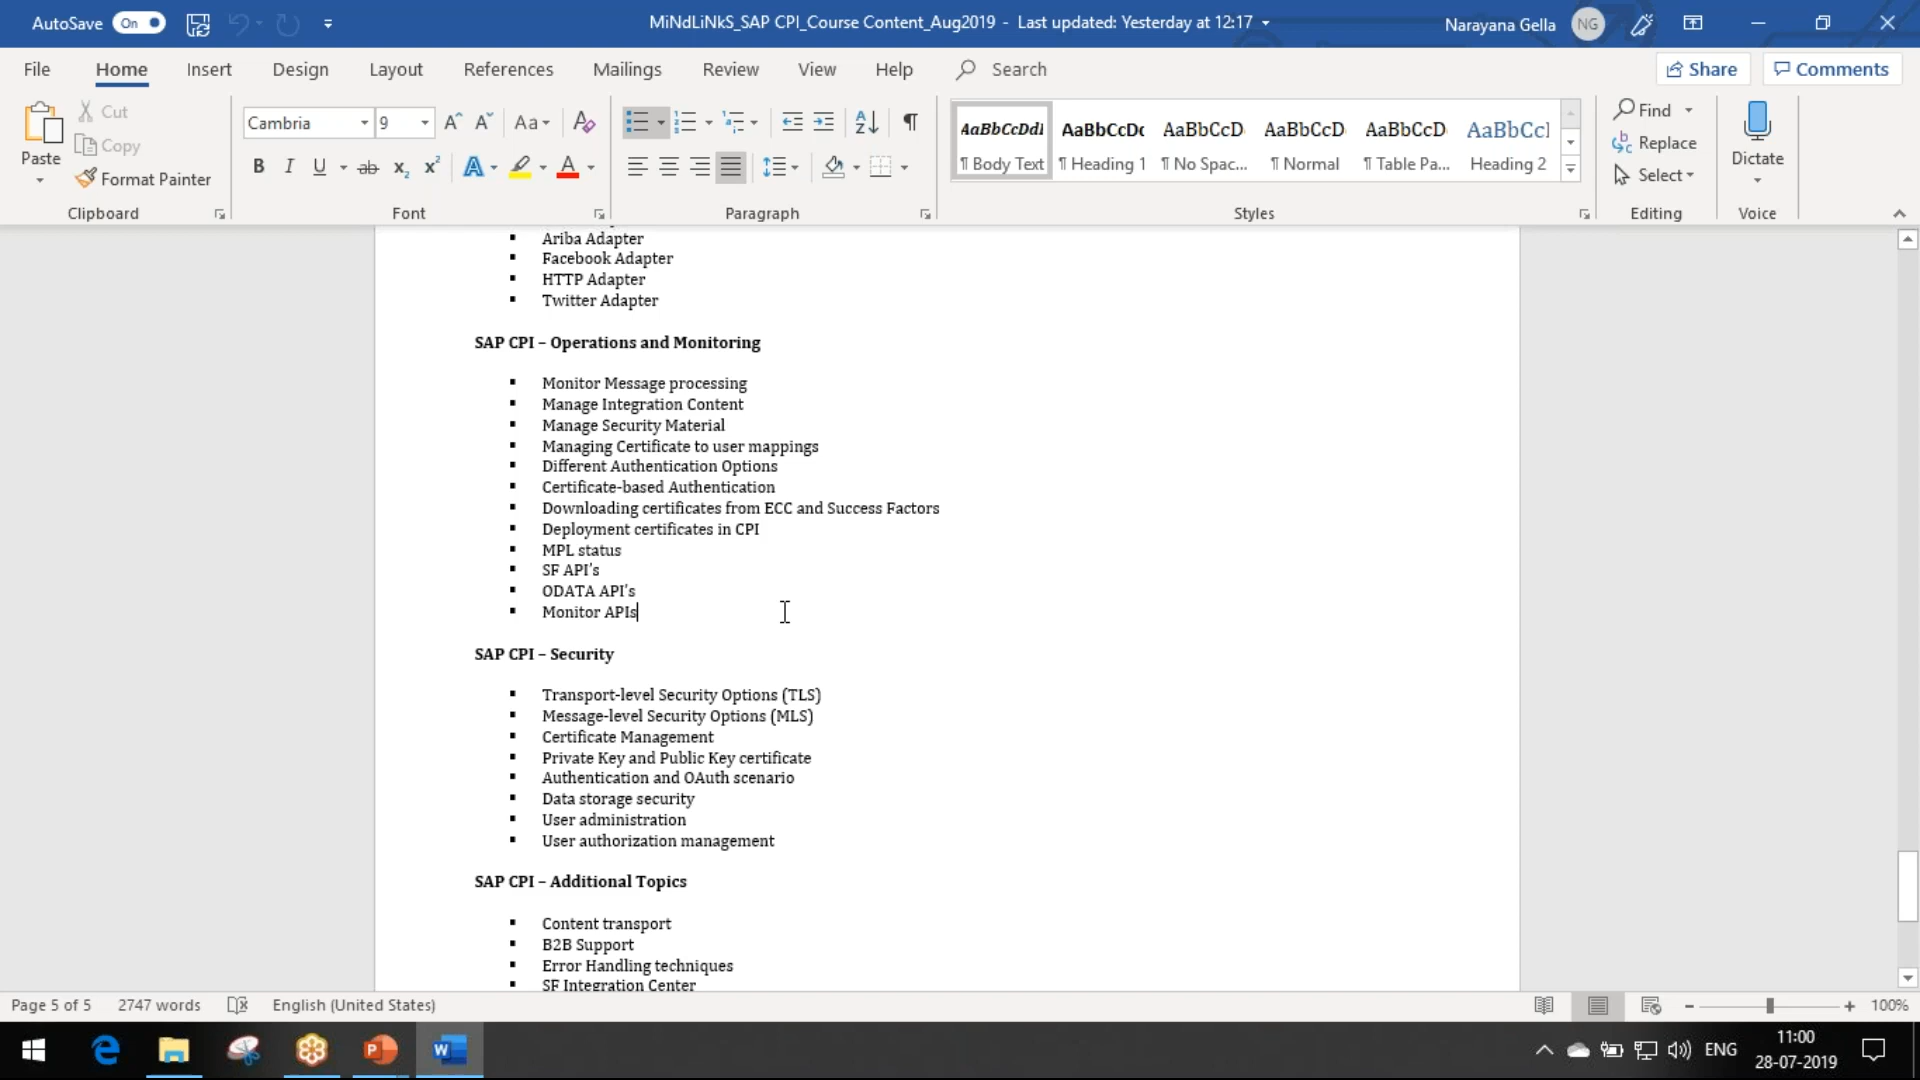 AutoSave On MiNdLiNkS_SAP CPI_Course Content_Aug2019 - Last updated: Yesterday at 12:17 Narayana Gella NG
File Home Insert Design Layout References Mailings Review View Help Search Share Comments
Cut
Copy
Paste
Format Painter
Clipboard
Cambria 9
Font
Paragraph
AaBbCcDdI AaBbCcDc AaBbCcD AaBbCcD AaBbCcD AaBbCcI
¶ Body Text ¶ Heading 1 ¶ No Spac... ¶ Normal ¶ Table Pa... Heading 2
Styles
Find
Replace
Select
Editing
Dictate
Voice
Ariba Adapter
Facebook Adapter
HTTP Adapter
Twitter Adapter
SAP CPI – Operations and Monitoring
Monitor Message processing
Manage Integration Content
Manage Security Material
Managing Certificate to user mappings
Different Authentication Options
Certificate-based Authentication
Downloading certificates from ECC and Success Factors
Deployment certificates in CPI
MPL status
SF API's
ODATA API's
Monitor APIs
SAP CPI – Security
Transport-level Security Options (TLS)
Message-level Security Options (MLS)
Certificate Management
Private Key and Public Key certificate
Authentication and OAuth scenario
Data storage security
User administration
User authorization management
SAP CPI – Additional Topics
Content transport
B2B Support
Error Handling techniques
SF Integration Center
Page 5 of 5 2747 words English (United States) 100%
ENG 11:00
28-07-2019